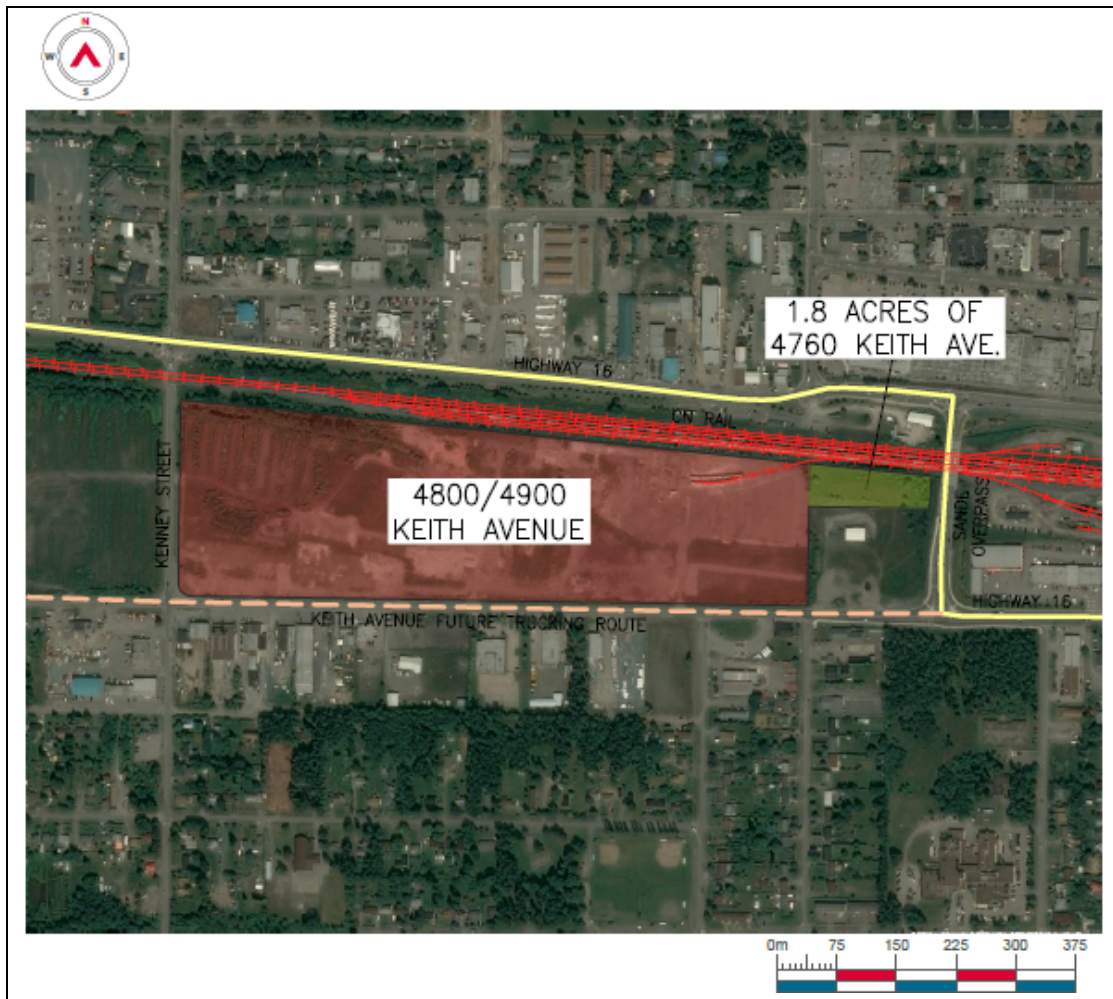 N
W
E
S
1.8 ACRES OF
4760 KEITH AVE.
HIGHWAY 16
CN RAIL
KENNEY STREET
4800/4900
KEITH AVENUE
SANDE
OVERPASS
HIGHWAY 16
KEITH AVENUE FUTURE TRUCKING ROUTE
0m 75 150 225 300 375